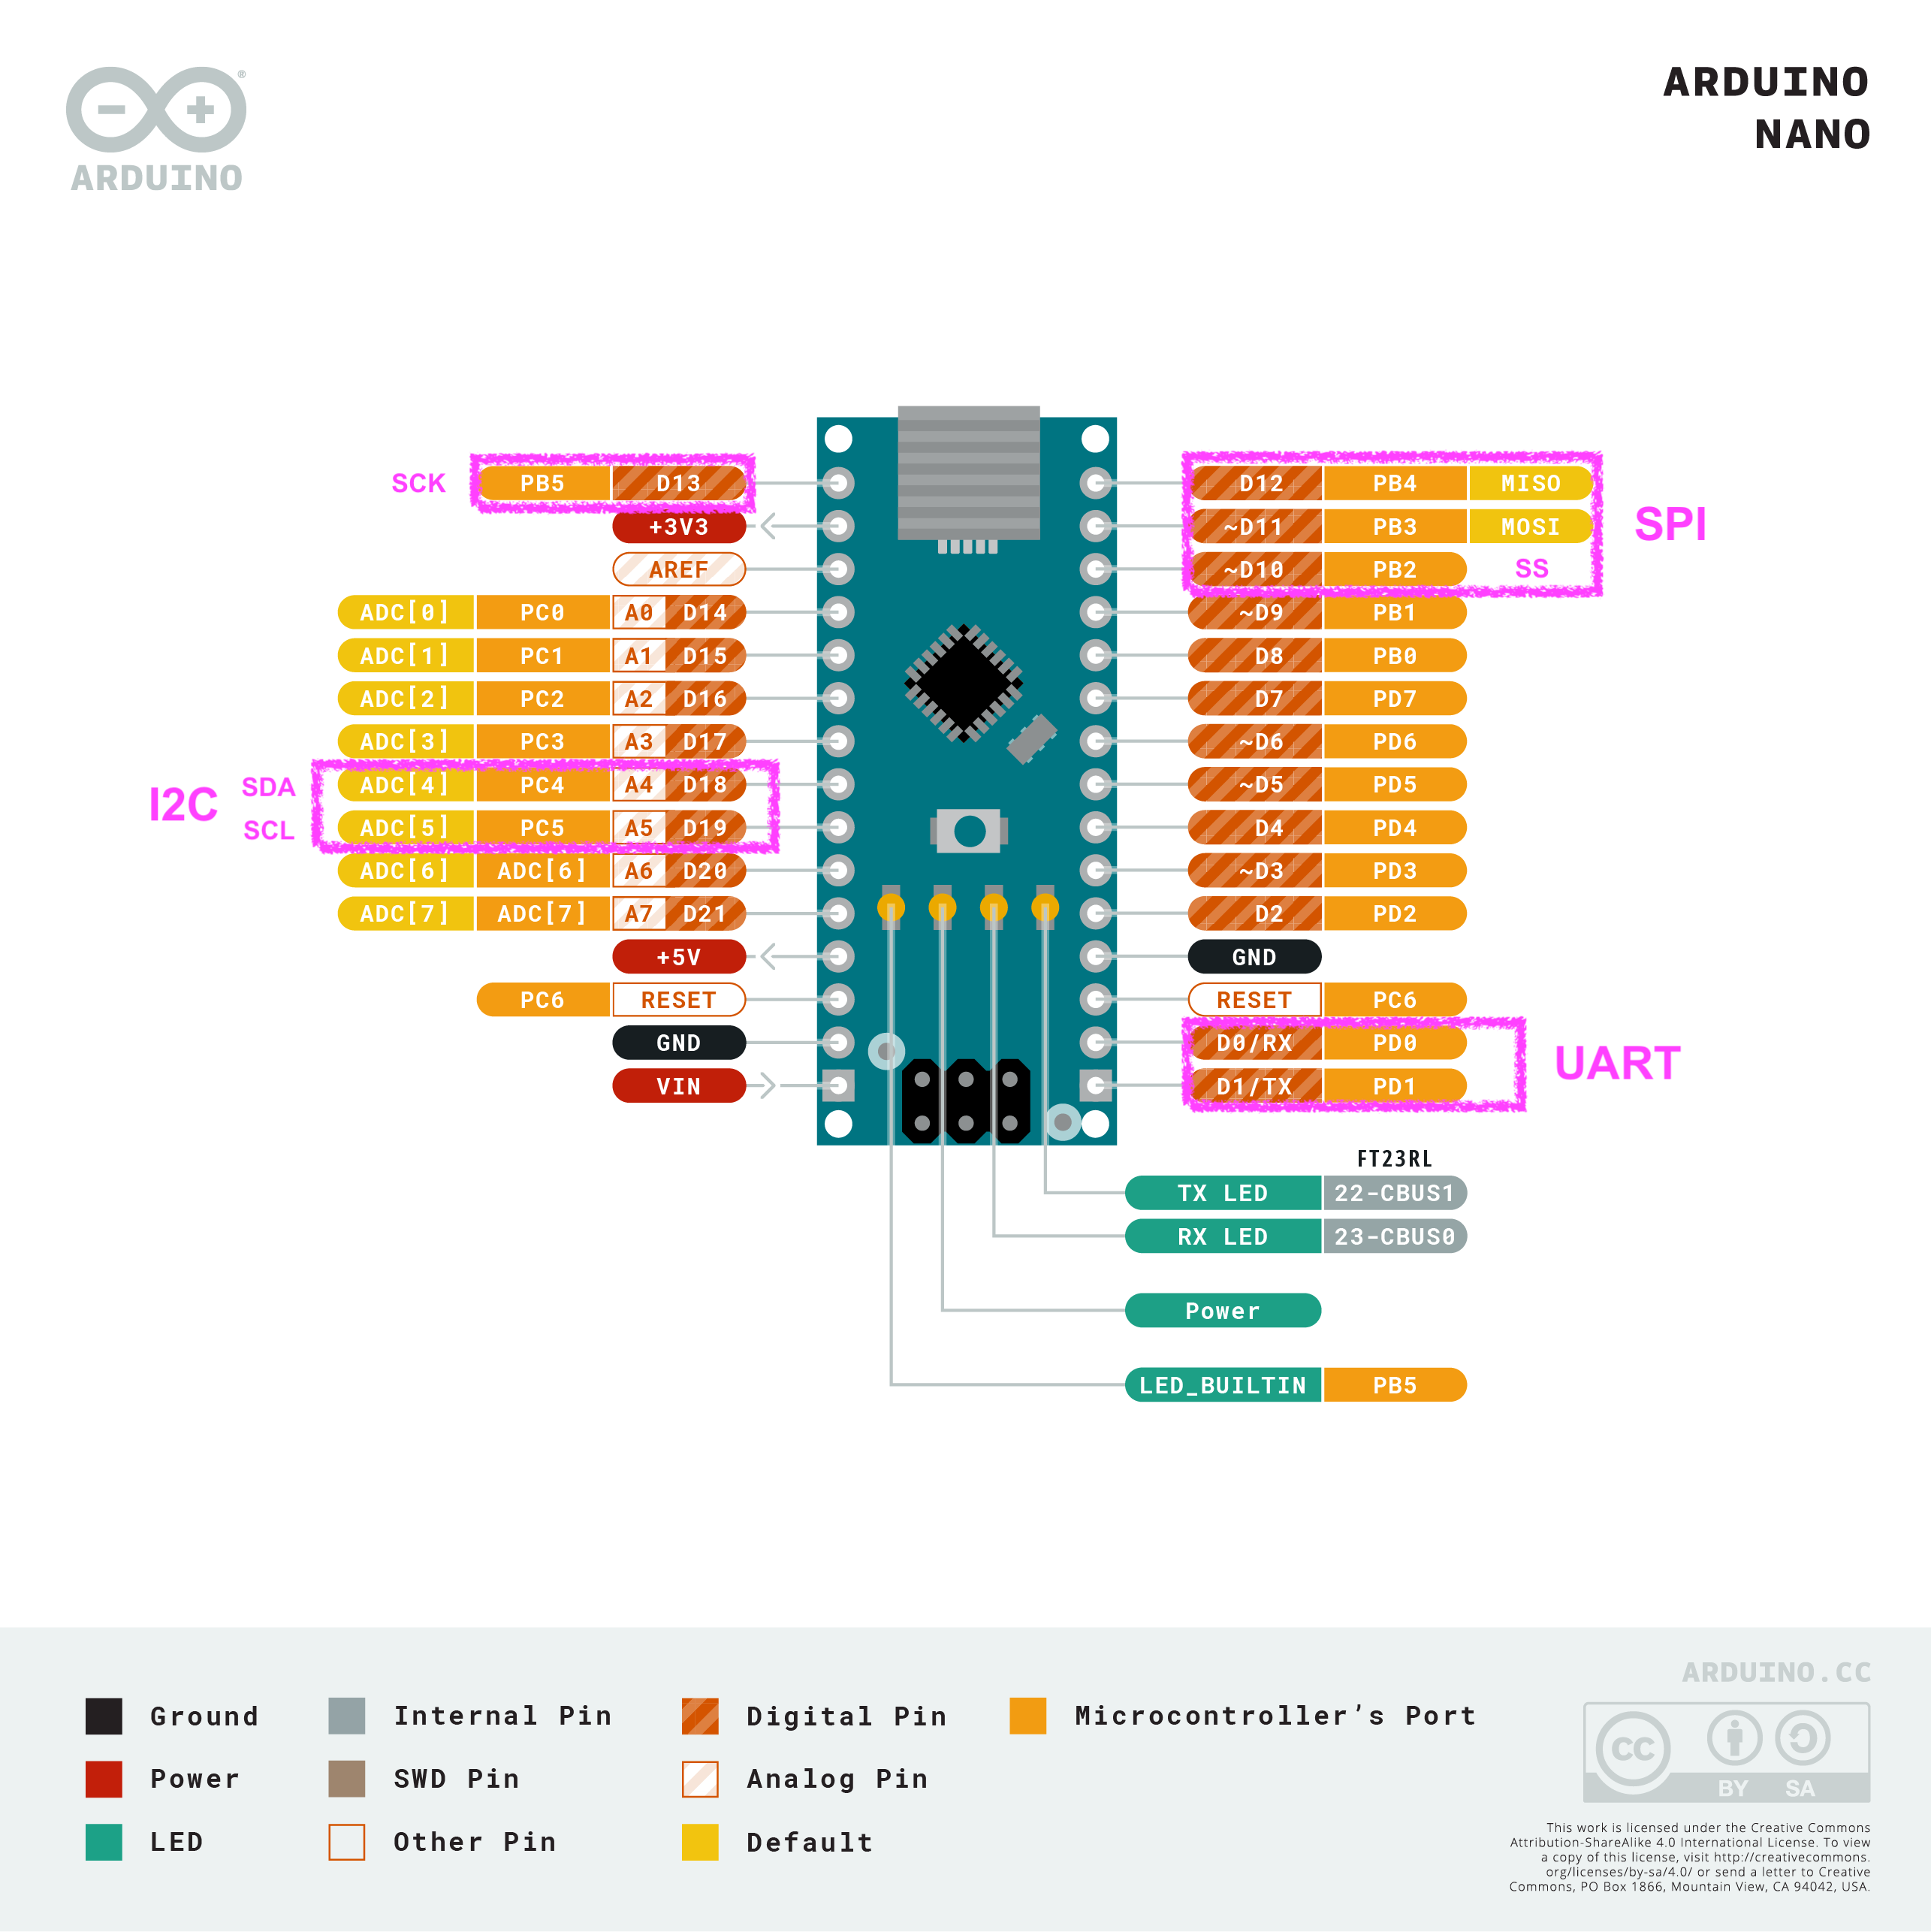 ®
ARDUINO
ARDUINO
NANO
SCK PB5 D13
+3V3
AREF
ADC[0] PC0 A0 D14
ADC[1] PC1 A1 D15
ADC[2] PC2 A2 D16
ADC[3] PC3 A3 D17
I2C
SDA ADC[4] PC4 A4 D18
SCL ADC[5] PC5 A5 D19
ADC[6] ADC[6] A6 D20
ADC[7] ADC[7] A7 D21
+5V
PC6 RESET
GND
VIN
D12 PB4 MISO
~D11 PB3 MOSI
SPI
~D10 PB2 SS
~D9 PB1
D8 PB0
D7 PD7
~D6 PD6
~D5 PD5
D4 PD4
~D3 PD3
D2 PD2
GND
RESET PC6
D0/RX PD0
UART
D1/TX PD1
FT23RL
TX LED 22-CBUS1
RX LED 23-CBUS0
Power
LED_BUILTIN PB5
Ground
Power
LED
Internal Pin
SWD Pin
Other Pin
Digital Pin
Analog Pin
Default
Microcontroller’s Port
ARDUINO.CC
CC
BY SA
This work is licensed under the Creative Commons
Attribution-ShareAlike 4.0 International License. To view
a copy of this license, visit http://creativecommons.
org/licenses/by-sa/4.0/ or send a letter to Creative
Commons, PO Box 1866, Mountain View, CA 94042, USA.